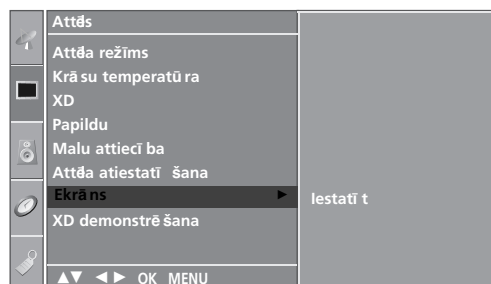 Attēls
Attēla režīms
Krāsu temperatūra
XD
Papildu
Malu attiecība
Attēla atiestatīšana
Ekrāns ►
Iestatīt
XD demonstrēšana
▲▼ ◄► OK MENU